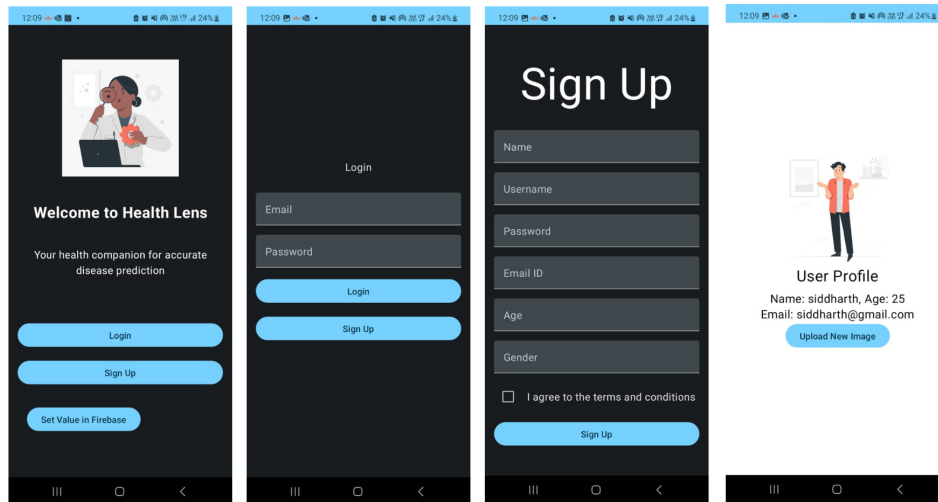 12:09
24%
Welcome to Health Lens
Your health companion for accurate
disease prediction
Login
Sign Up
Set Value in Firebase
12:09
24%
Login
Email
Password
Login
Sign Up
12:09
24%
Sign Up
Name
Username
Password
Email ID
Age
Gender
I agree to the terms and conditions
Sign Up
12:09
24%
User Profile
Name: siddharth, Age: 25
Email: siddharth@gmail.com
Upload New Image